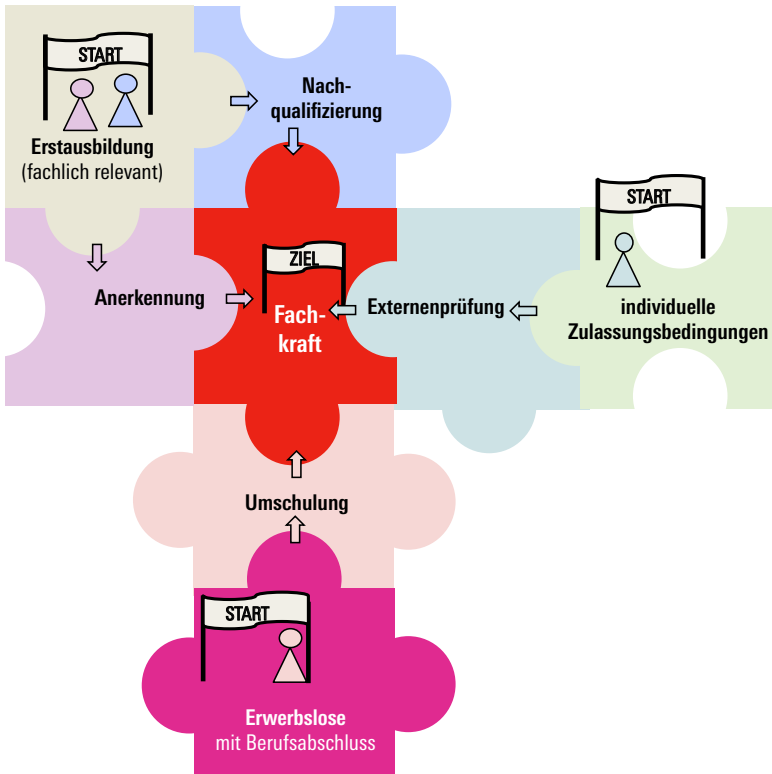 START
Erstausbildung
(fachlich relevant)
Nach-
qualifizierung
Anerkennung
ZIEL
Fach-
kraft
Externenprüfung
START
individuelle
Zulassungsbedingungen
Umschulung
START
Erwerbslose
mit Berufsabschluss